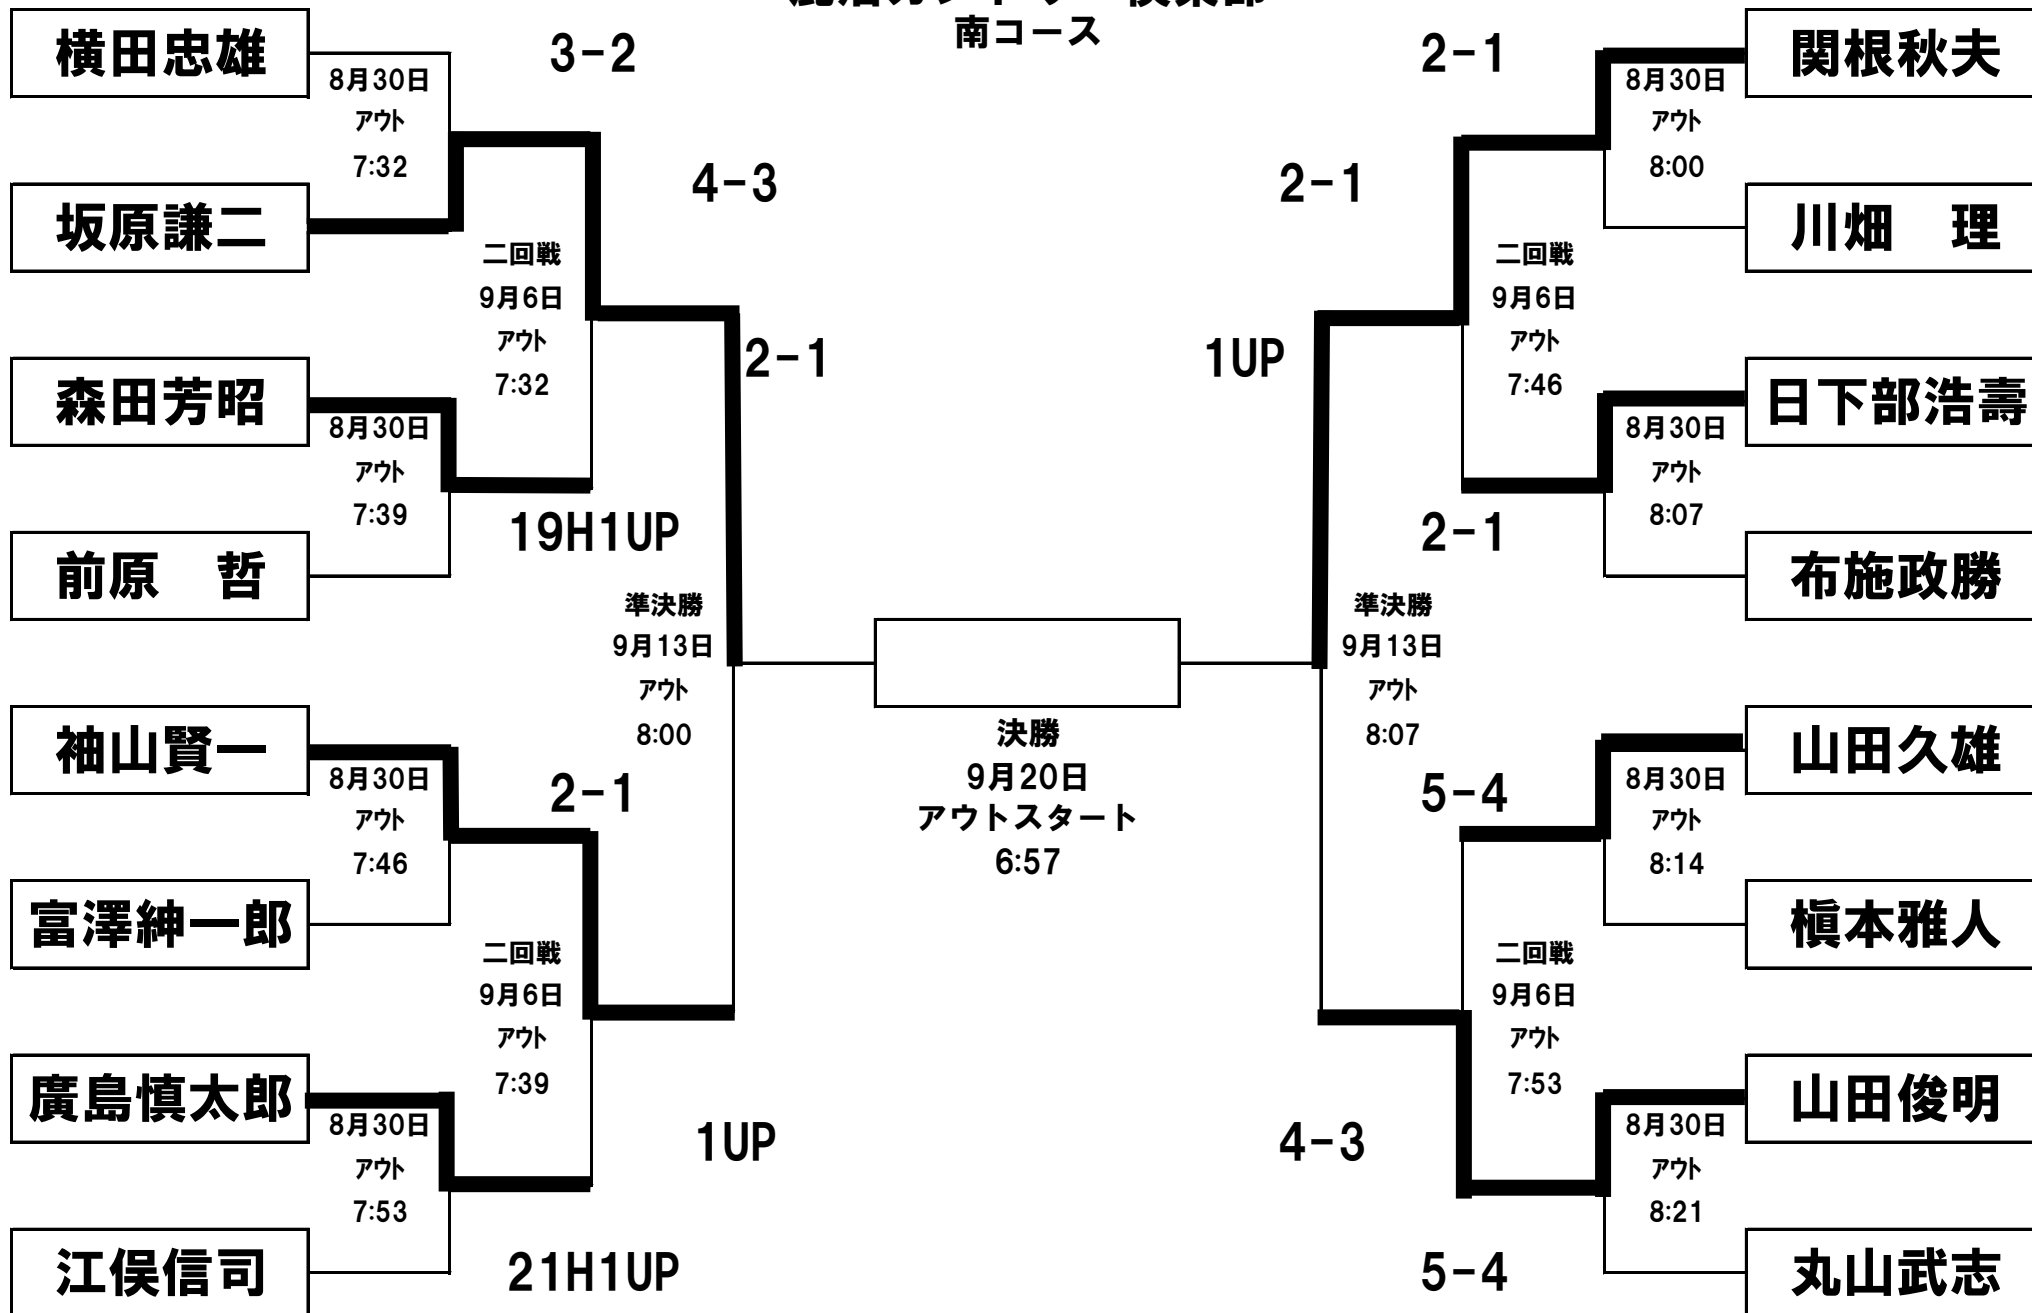 南コース
横田忠雄
3-2
2-1
関根秋夫
8月30日
アウト
7:32
8月30日
アウト
8:00
坂原謙二
4-3
2-1
川畑　理
二回戦
9月6日
アウト
7:32
二回戦
9月6日
アウト
7:46
2-1
1UP
森田芳昭
8月30日
アウト
7:39
日下部浩壽
8月30日
アウト
8:07
前原　哲
19H1UP
2-1
布施政勝
準決勝
9月13日
アウト
8:00
準決勝
9月13日
アウト
8:07
決勝
9月20日
アウトスタート
6:57
袖山賢一
2-1
5-4
山田久雄
8月30日
アウト
7:46
8月30日
アウト
8:14
富澤紳一郎
槇本雅人
二回戦
9月6日
アウト
7:39
二回戦
9月6日
アウト
7:53
廣島慎太郎
1UP
4-3
山田俊明
8月30日
アウト
7:53
8月30日
アウト
8:21
江俣信司
21H1UP
5-4
丸山武志